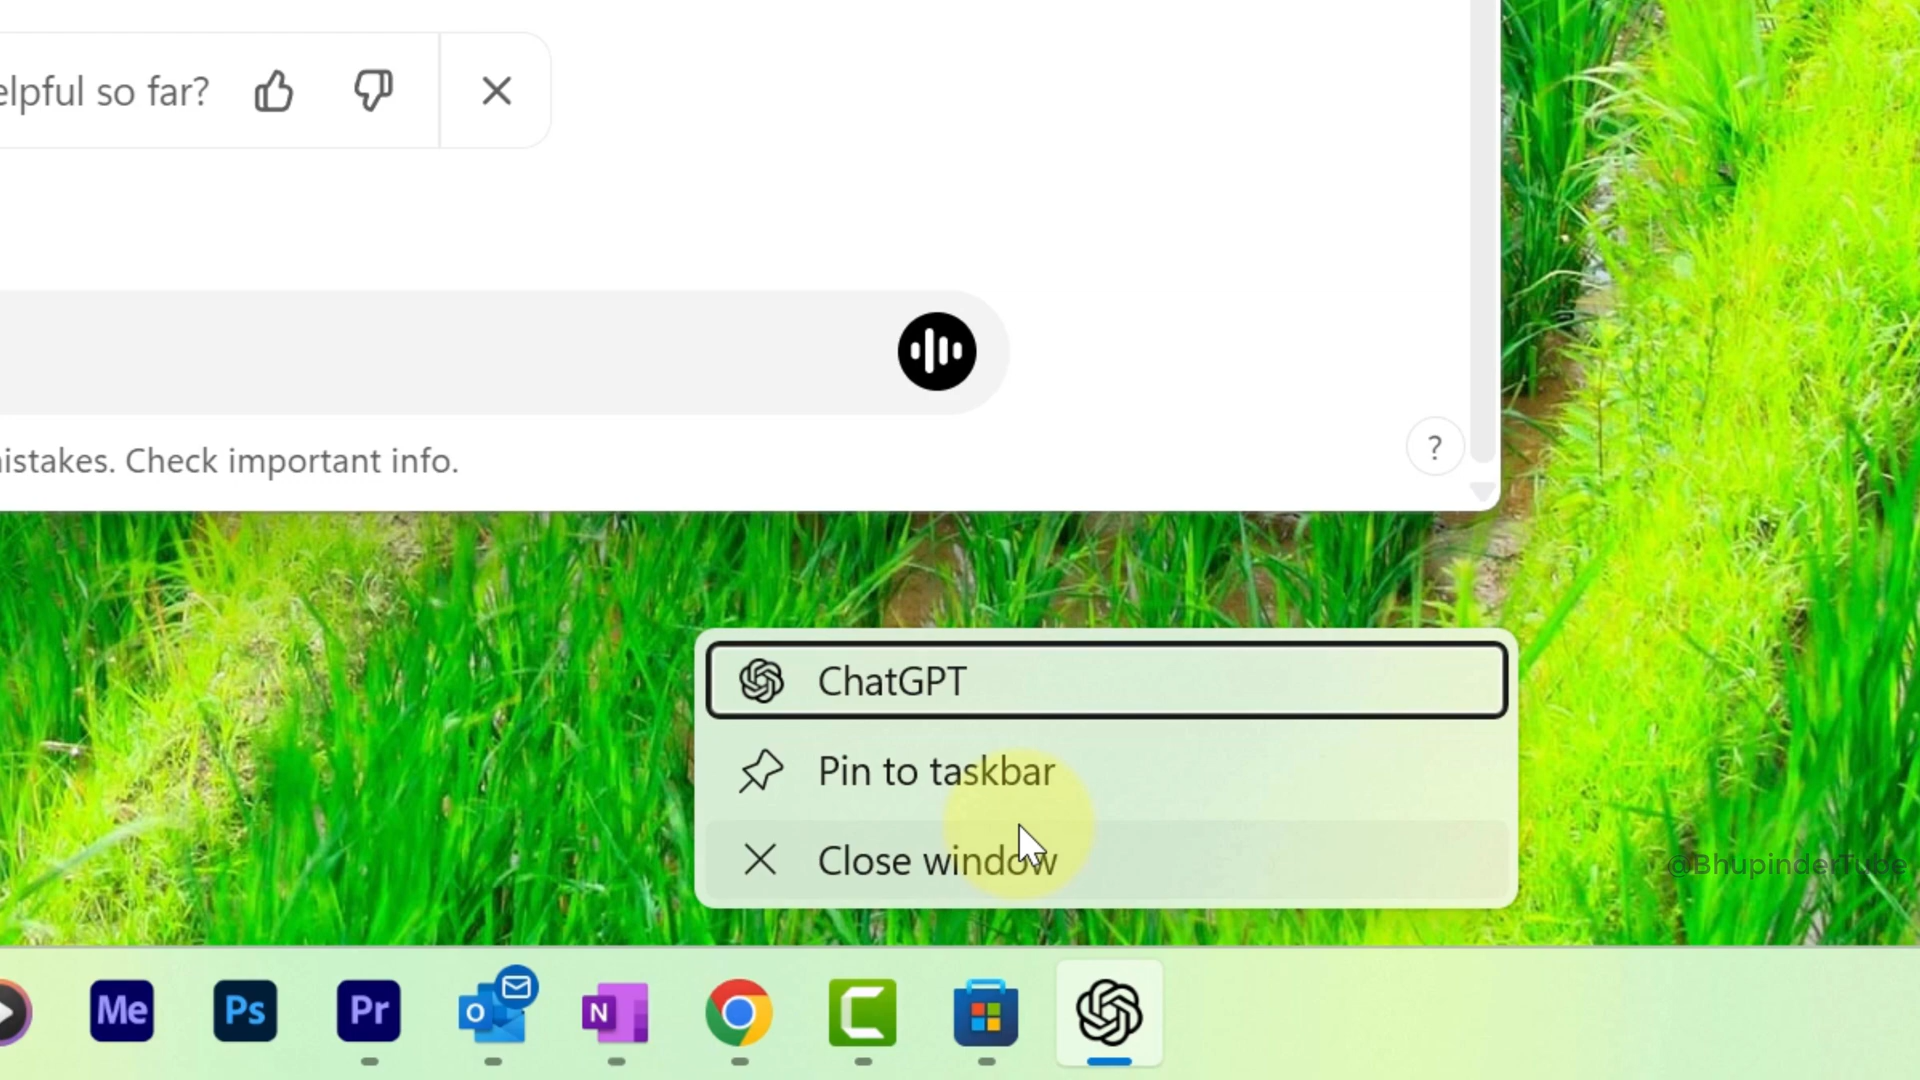 elpful so far?
istakes. Check important info.
?
ChatGPT
Pin to taskbar
Close window
@BhupinderTube
Me
Ps
Pr
O
N